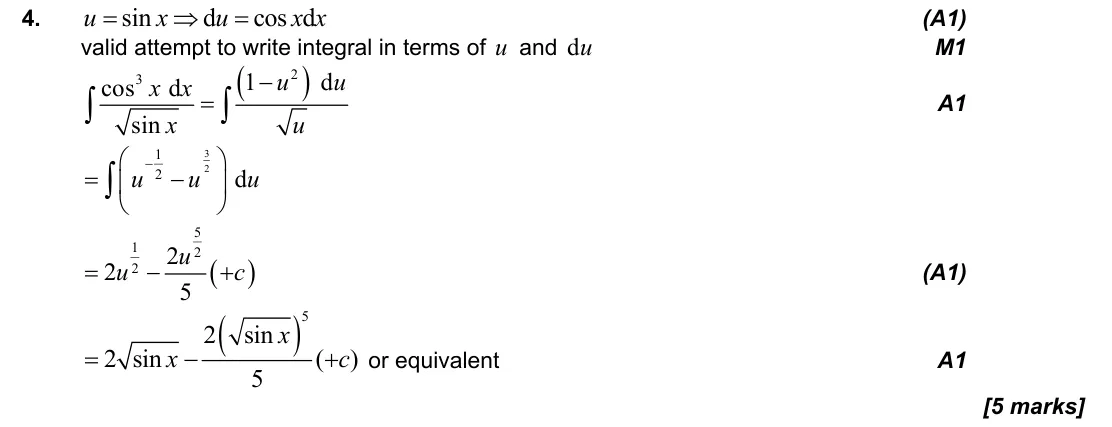 4. u = sin x ⇒ du = cos xdx (A1)
valid attempt to write integral in terms of u and du M1
∫ cos³ x dx / √(sin x) = ∫ (1 − u²) du / √u A1
= ∫ (u^(−1/2) − u^(3/2)) du
= 2u^(1/2) − 2u^(5/2) / 5 (+c) (A1)
= 2√(sin x) − 2(√(sin x))⁵ / 5 (+c) or equivalent A1
[5 marks]